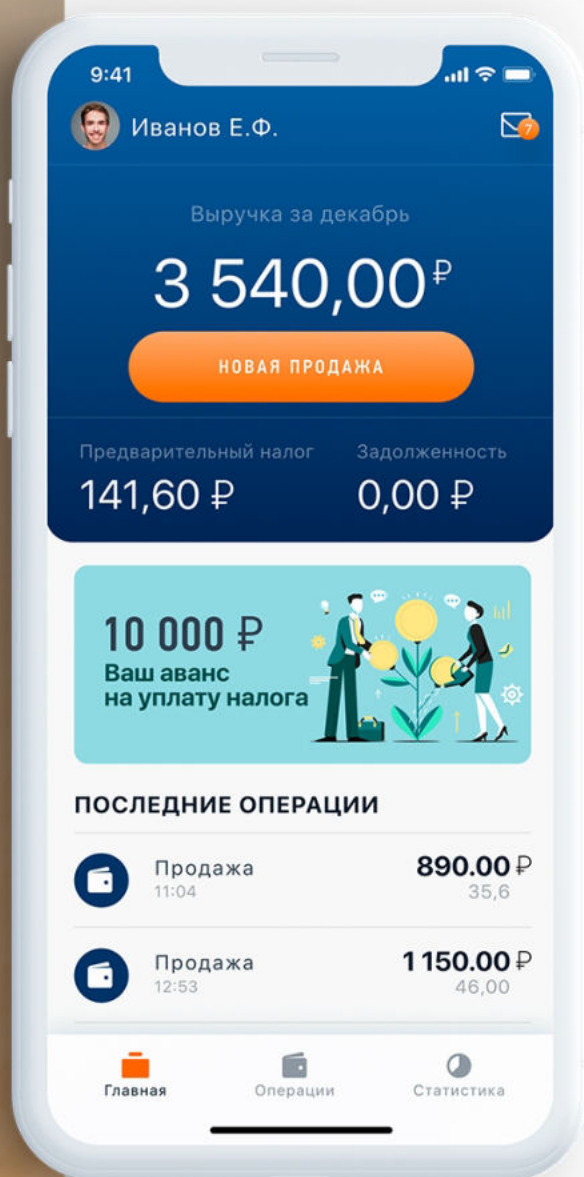 9:41
Иванов Е.Ф.
7
Выручка за декабрь
3 540,00 ₽
НОВАЯ ПРОДАЖА
Предварительный налог
Задолженность
141,60 ₽
0,00 ₽
10 000 ₽
Ваш аванс
на уплату налога
ПОСЛЕДНИЕ ОПЕРАЦИИ
Продажа
890.00 ₽
11:04
35,6
Продажа
1 150.00 ₽
12:53
46,00
Главная
Операции
Статистика